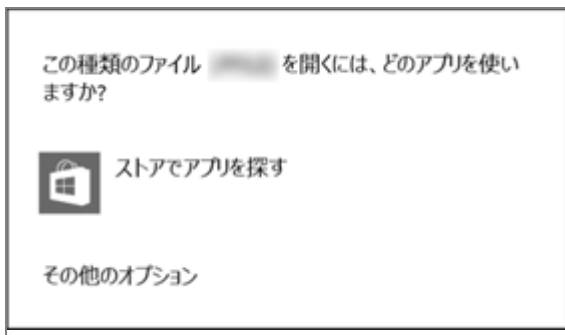 この種類のファイル を開くには、どのアプリを使い
ますか?
ストアでアプリを探す
その他のオプション